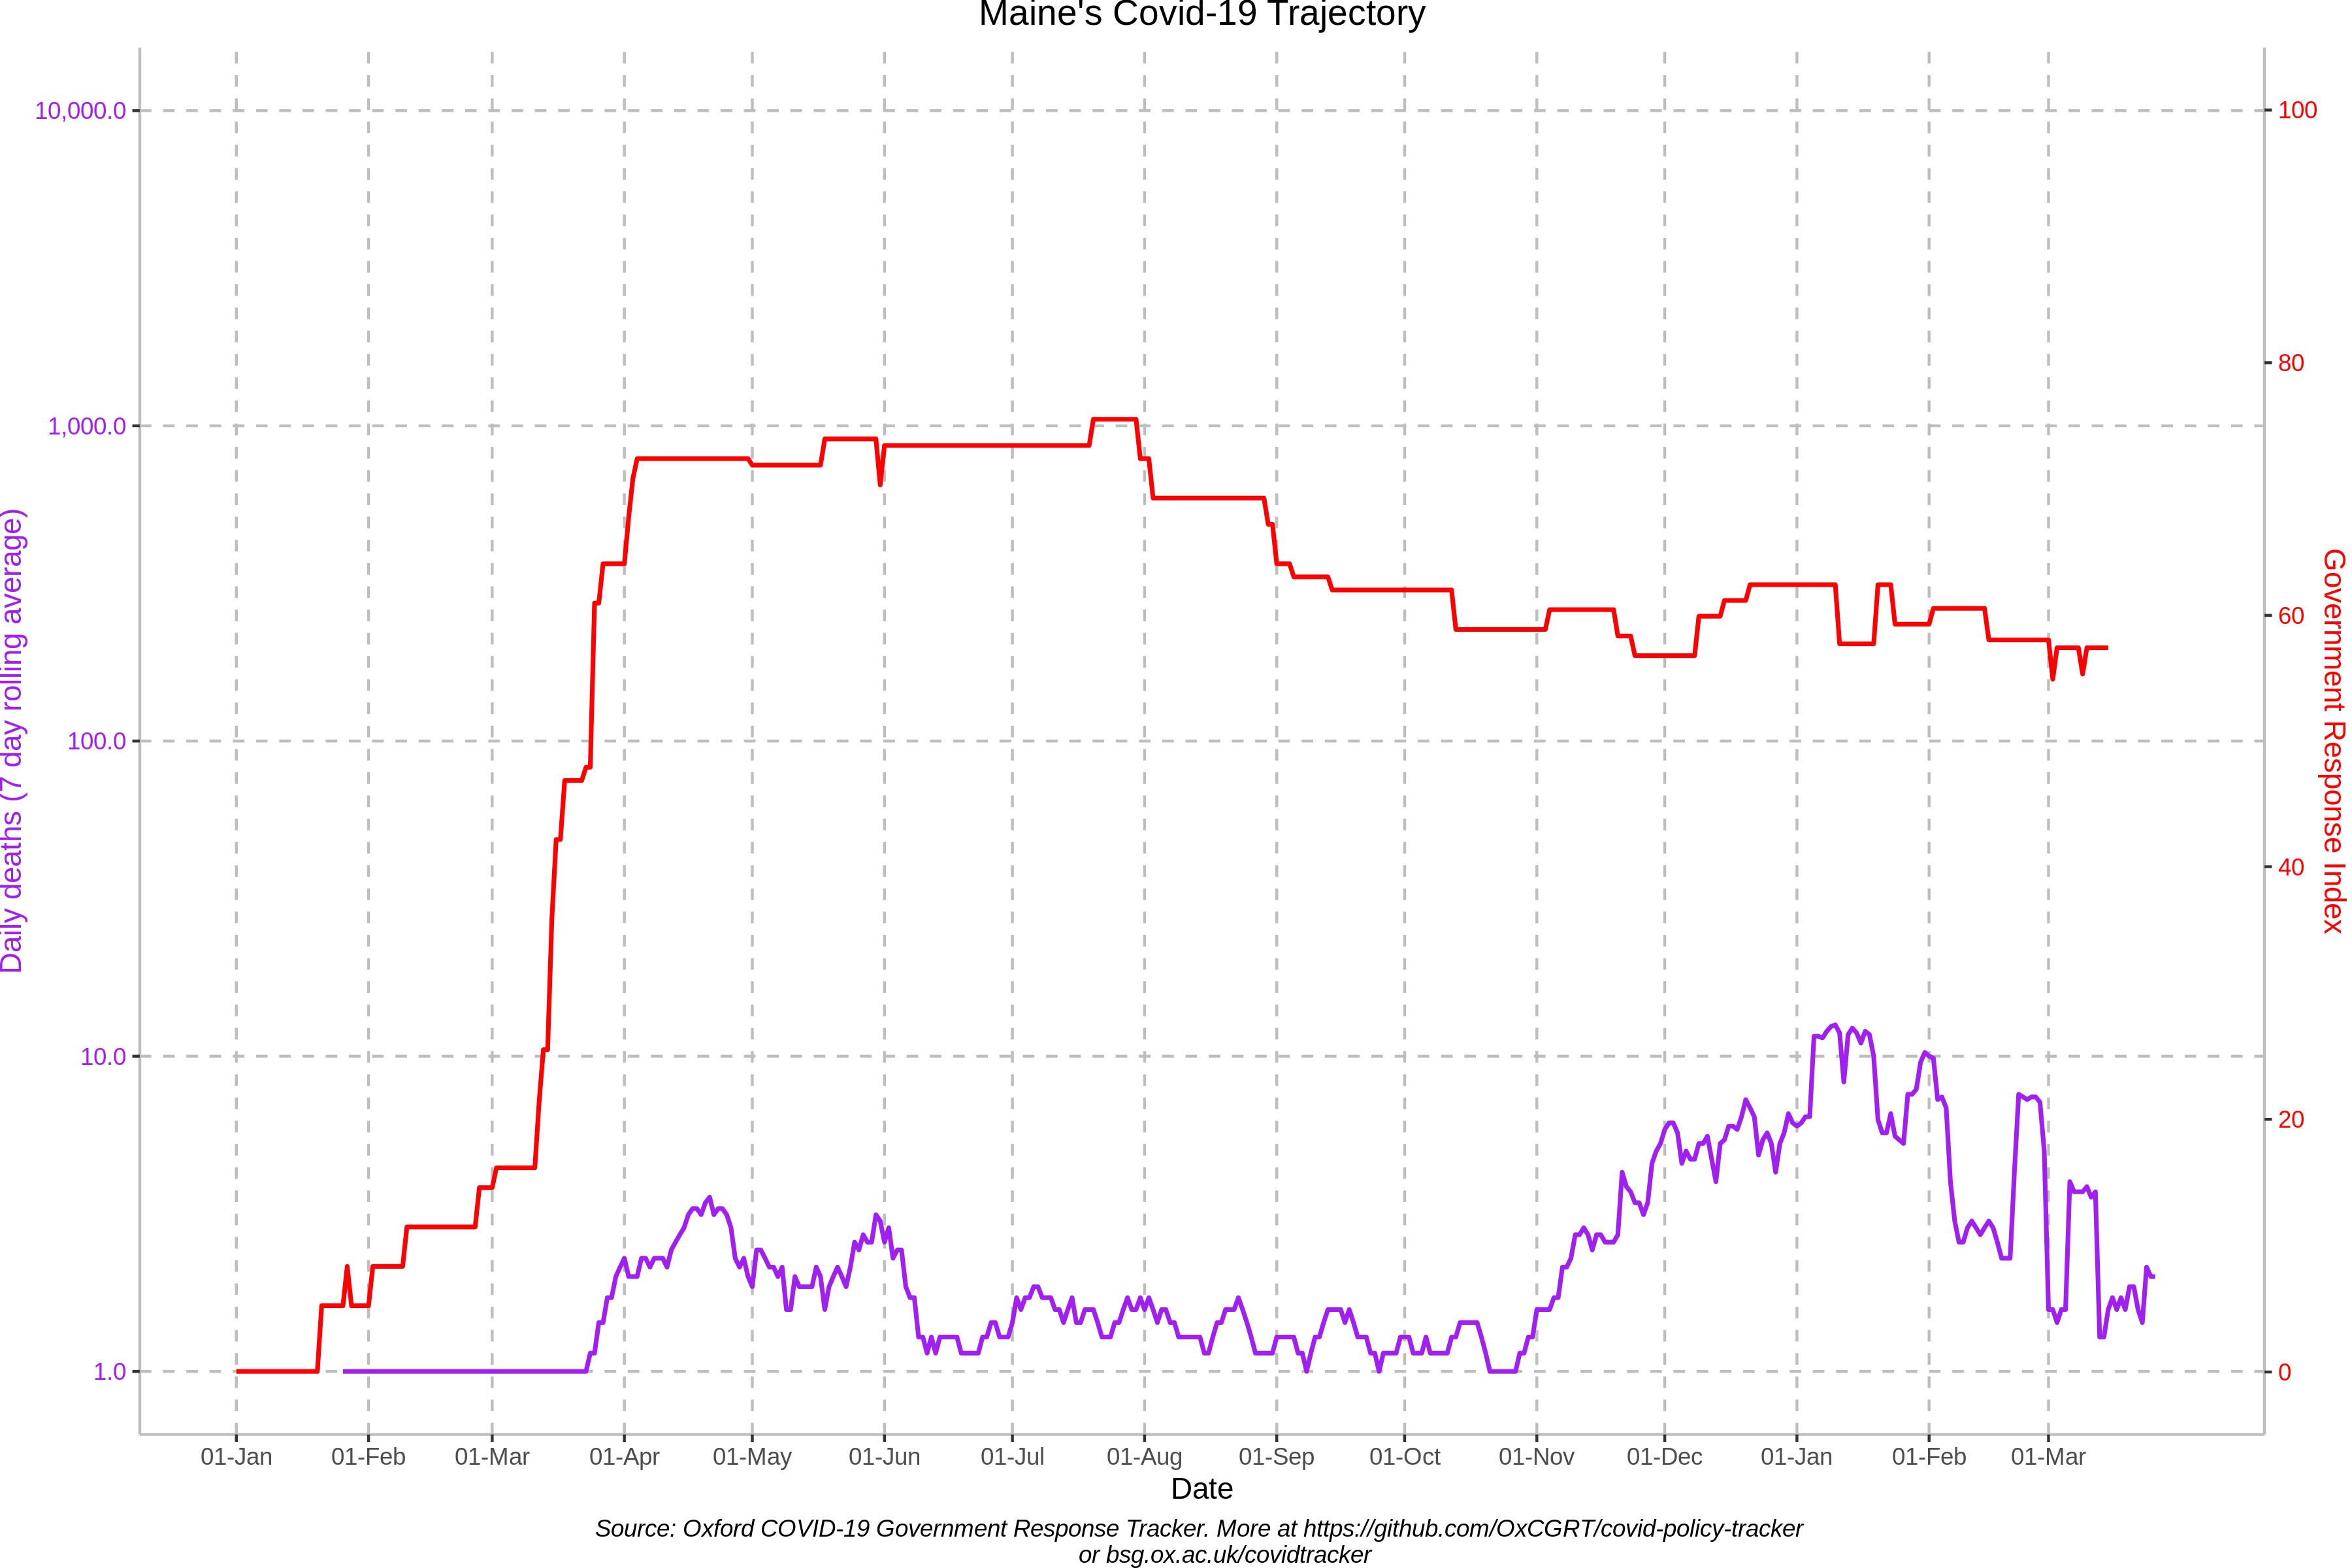 Maine's Covid-19 Trajectory
10,000.0
1,000.0
100.0
10.0
1.0
Daily deaths (7 day rolling average)
100
80
60
40
20
0
Government Response Index
01-Jan 01-Feb 01-Mar 01-Apr 01-May 01-Jun 01-Jul 01-Aug 01-Sep 01-Oct 01-Nov 01-Dec 01-Jan 01-Feb 01-Mar
Date
Source: Oxford COVID-19 Government Response Tracker. More at https://github.com/OxCGRT/covid-policy-tracker
or bsg.ox.ac.uk/covidtracker